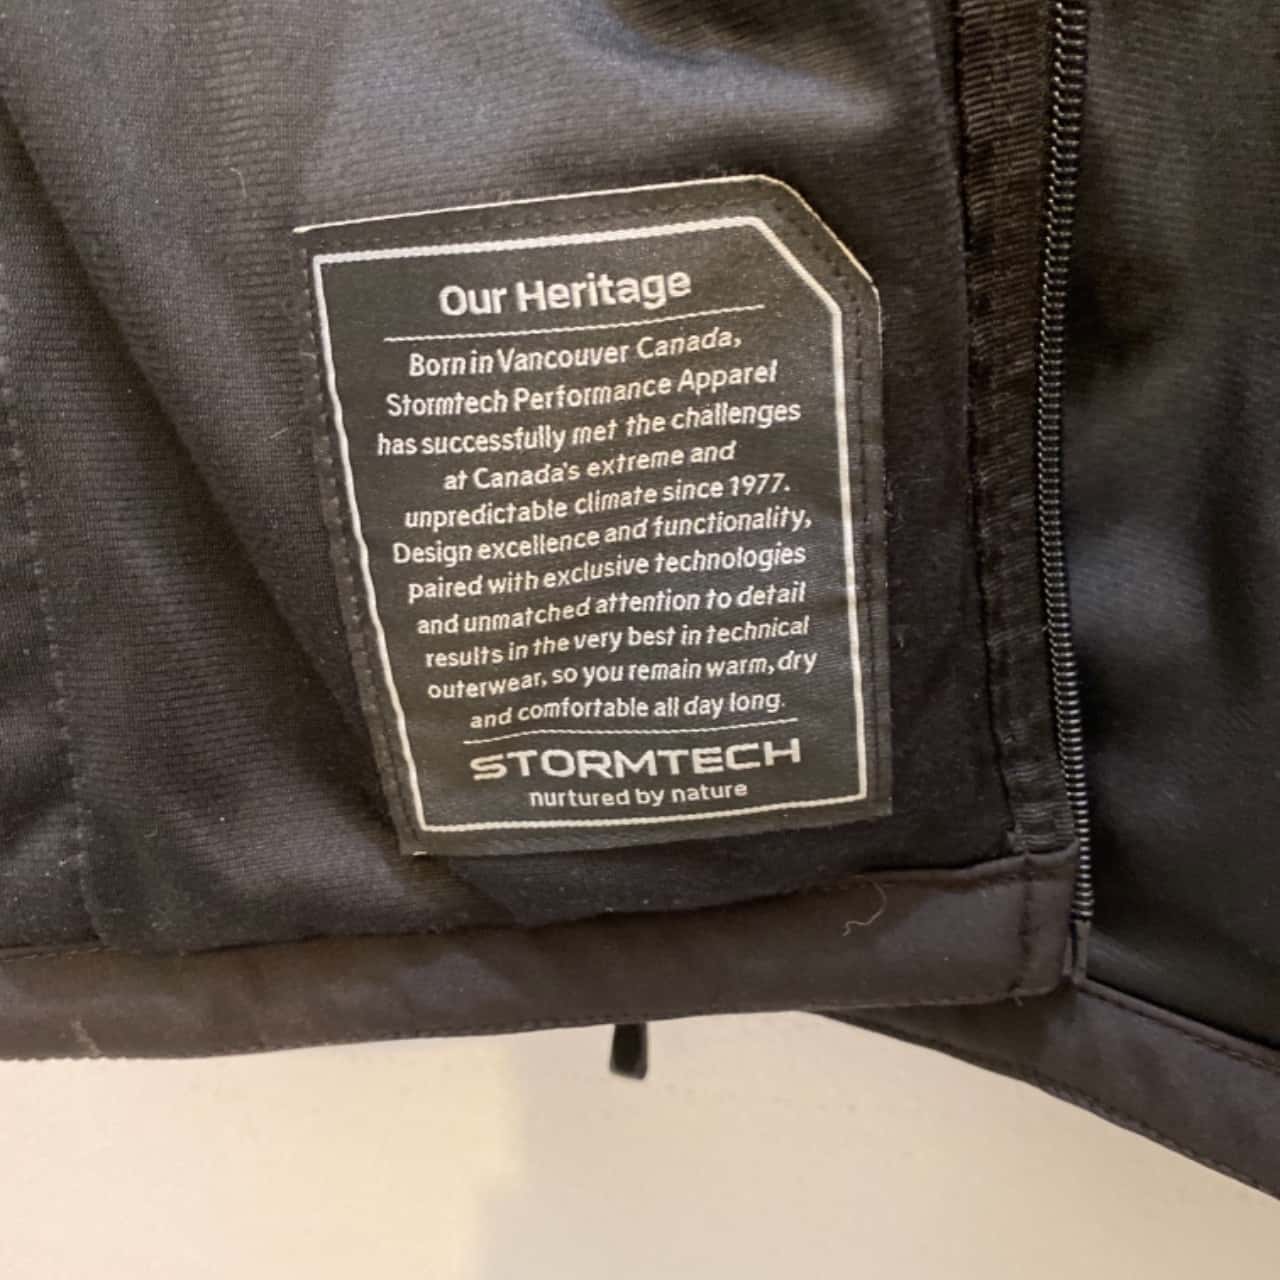 Our Heritage
Born in Vancouver Canada,
Stormtech Performance Apparel
has successfully met the challenges
at Canada's extreme and
unpredictable climate since 1977.
Design excellence and functionality,
paired with exclusive technologies
and unmatched attention to detail
results in the very best in technical
outerwear, so you remain warm, dry
and comfortable all day long.
STORMTECH
nurtured by nature